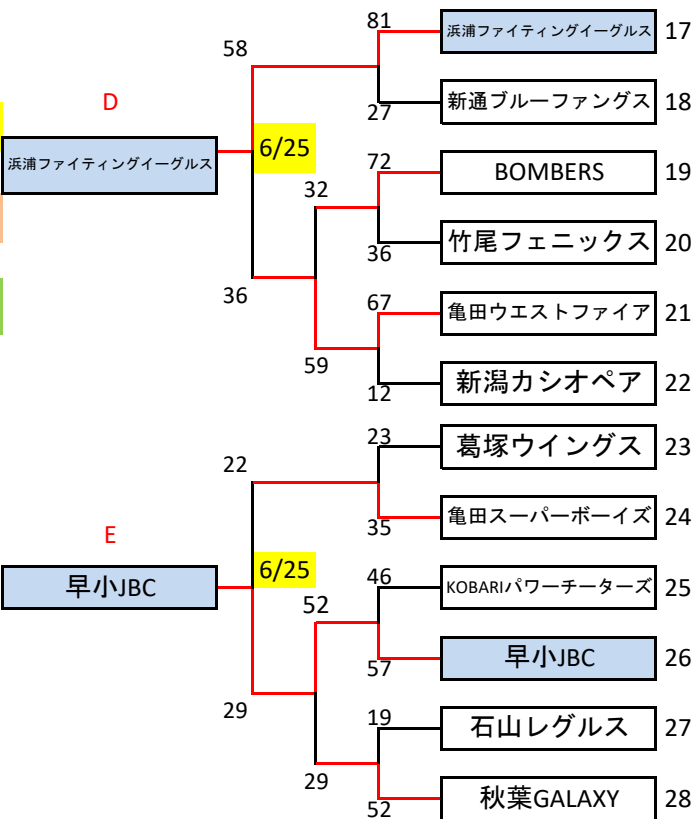 81
浜浦ファイティングイーグルス 17
58
D
27
新通ブルーファングス 18
浜浦ファイティングイーグルス
6/25
72
BOMBERS 19
32
36
竹尾フェニックス 20
36
67
亀田ウエストファイア 21
59
12
新潟カシオペア 22
23
葛塚ウイングス 23
22
35
亀田スーパーボーイズ 24
E
早小JBC
6/25
46
KOBARIパワーチーターズ 25
52
57
早小JBC 26
29
19
石山レグルス 27
29
52
秋葉GALAXY 28